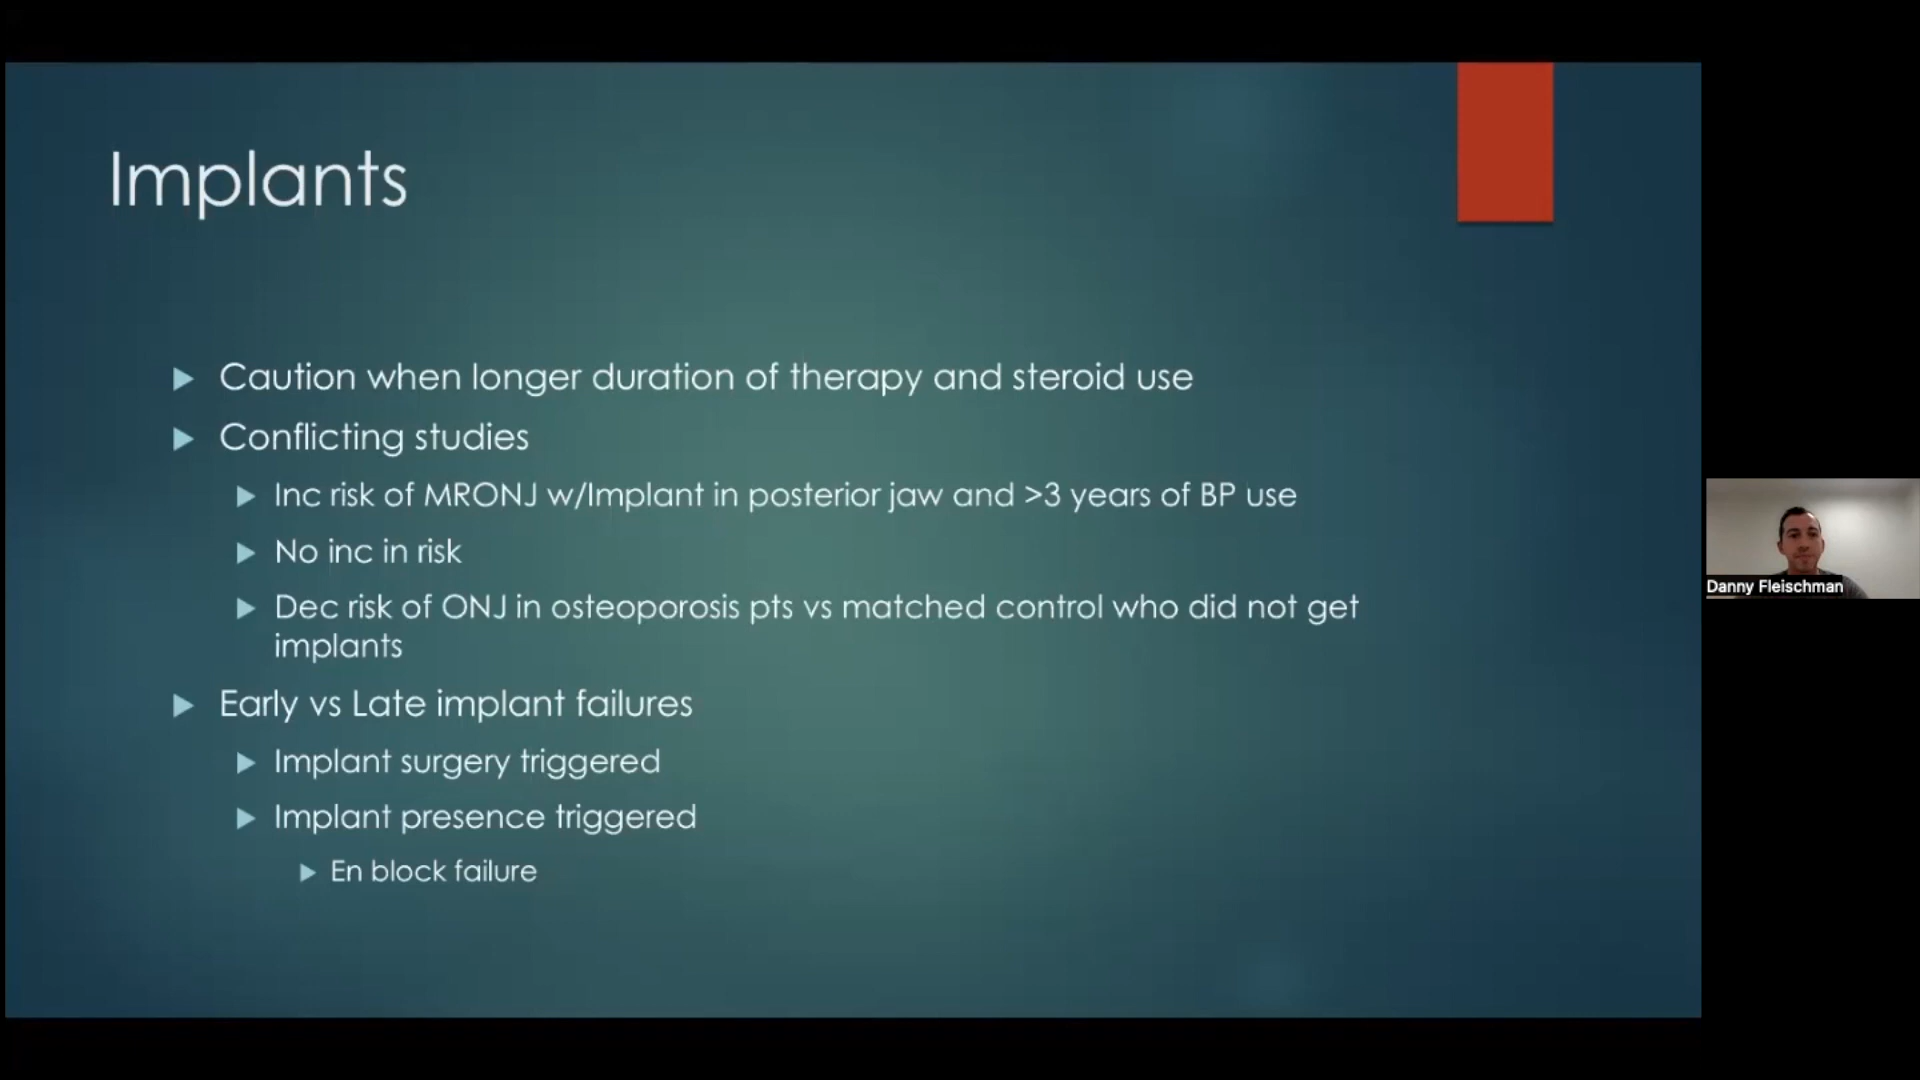 Implants
Caution when longer duration of therapy and steroid use
Conflicting studies
Inc risk of MRONJ w/Implant in posterior jaw and >3 years of BP use
No inc in risk
Dec risk of ONJ in osteoporosis pts vs matched control who did not get
implants
Early vs Late implant failures
Implant surgery triggered
Implant presence triggered
En block failure
Danny Fleischman